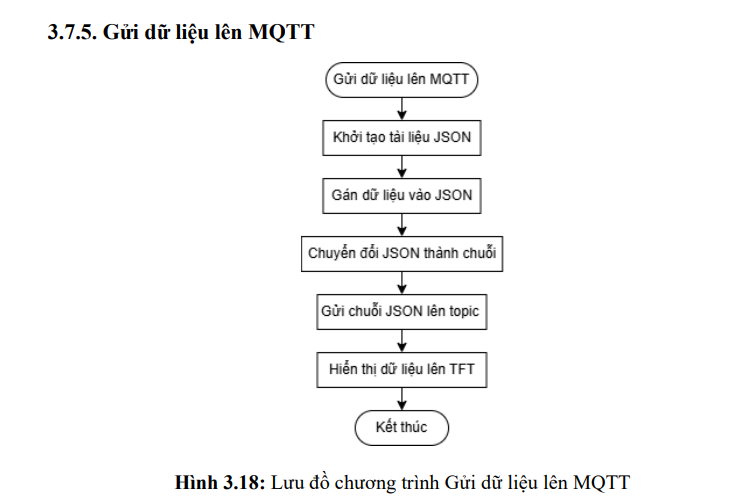 3.7.5. Gửi dữ liệu lên MQTT
Gửi dữ liệu lên MQTT
Khởi tạo tài liệu JSON
Gán dữ liệu vào JSON
Chuyển đổi JSON thành chuỗi
Gửi chuỗi JSON lên topic
Hiển thị dữ liệu lên TFT
Kết thúc
Hình 3.18: Lưu đồ chương trình Gửi dữ liệu lên MQTT